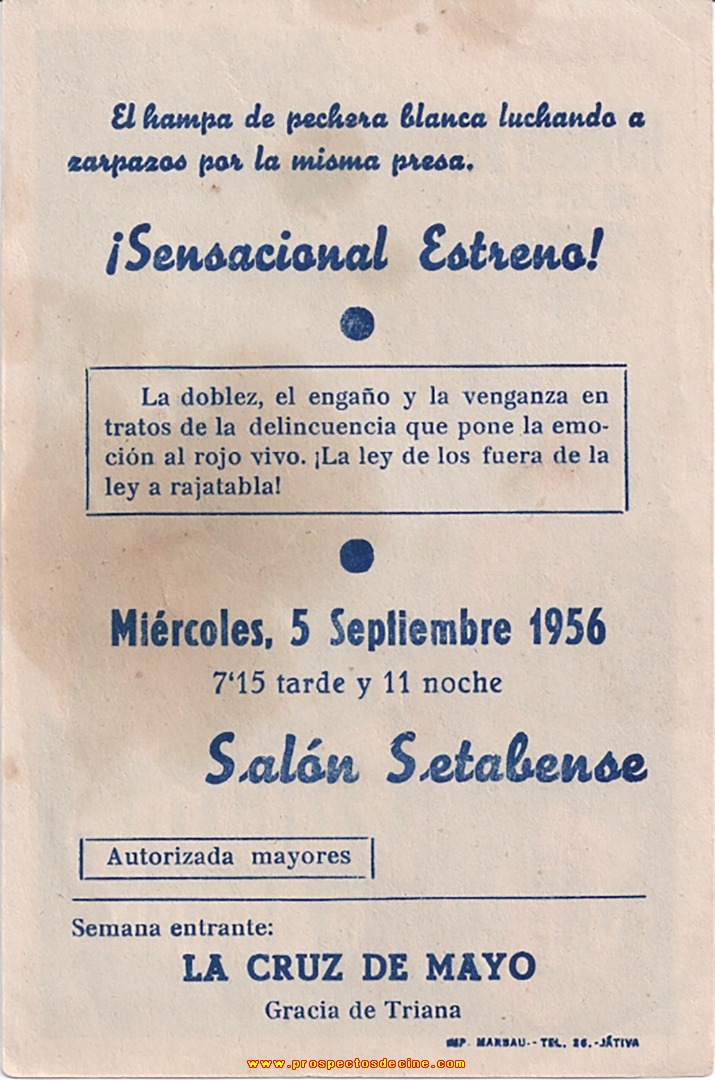 El hampa de pechera blanca luchando a
zarpazos por la misma presa.
¡Sensacional Estreno!
La doblez, el engaño y la venganza en
tratos de la delincuencia que pone la emo-
ción al rojo vivo. ¡La ley de los fuera de la
ley a rajatabla!
Miércoles, 5 Septiembre 1956
7'15 tarde y 11 noche
Salón Setabense
Autorizada mayores
Semana entrante:
LA CRUZ DE MAYO
Gracia de Triana
IMP. MARBAU.- TEL. 26.-JÁTIVA
www.prospectosdecine.com